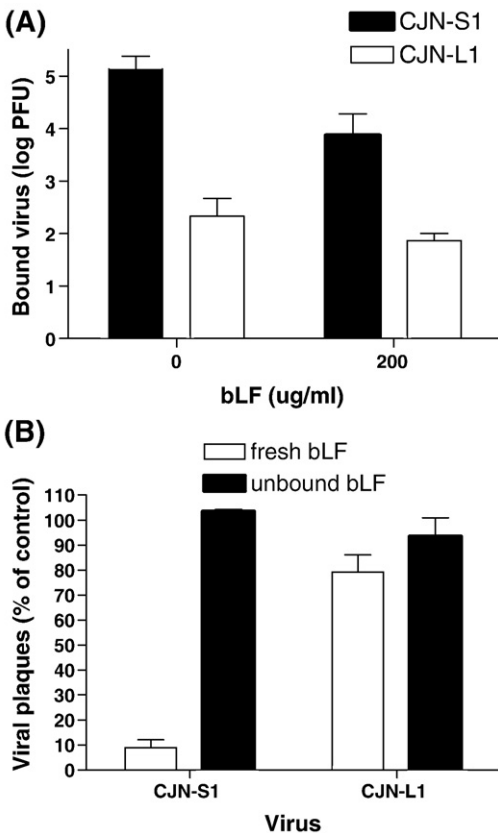 (A)
CJN-S1
CJN-L1
Bound virus (log PFU)
5
4
3
2
1
0
0
200
bLF (ug/ml)
(B)
fresh bLF
unbound bLF
Viral plaques (% of control)
110
100
90
80
70
60
50
40
30
20
10
0
CJN-S1
CJN-L1
Virus